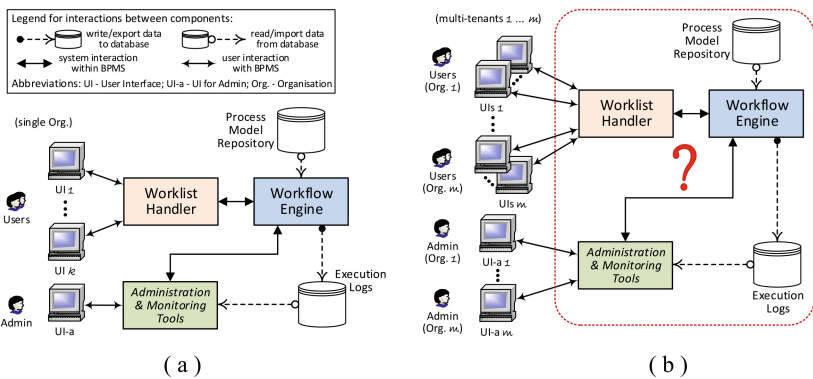 Legend for interactions between components:
write/export data
to database
read/import data
from database
system interaction
within BPMS
user interaction
with BPMS
Abbreviations: UI - User Interface; UI-a - UI for Admin; Org. - Organisation
(single Org.)
Process
Model
Repository
UI 1
Users
Worklist
Handler
Workflow
Engine
UI k
Administration
& Monitoring
Tools
Execution
Logs
Admin
UI-a
( a )
(multi-tenants 1 ... m)
Process Model
Repository
Users
(Org. 1)
UIs 1
Worklist
Handler
Workflow
Engine
Users
(Org. m)
?
UIs m
Admin
(Org. 1)
UI-a 1
Administration
& Monitoring
Tools
Execution
Logs
Admin
(Org. m)
UI-a m
( b )